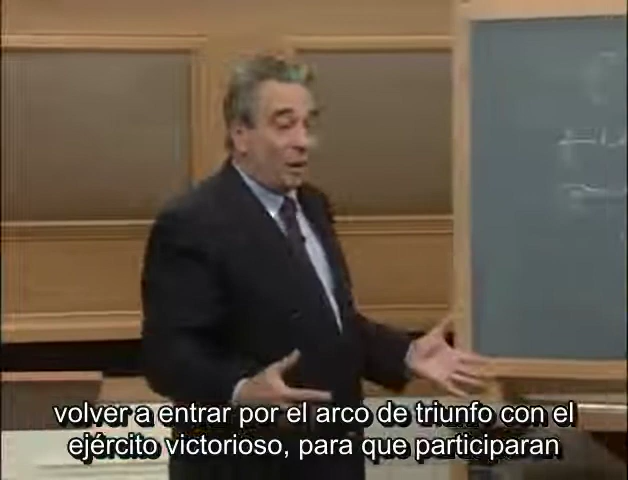 volver a entrar por el arco de triunfo con el
ejército victorioso, para que participaran